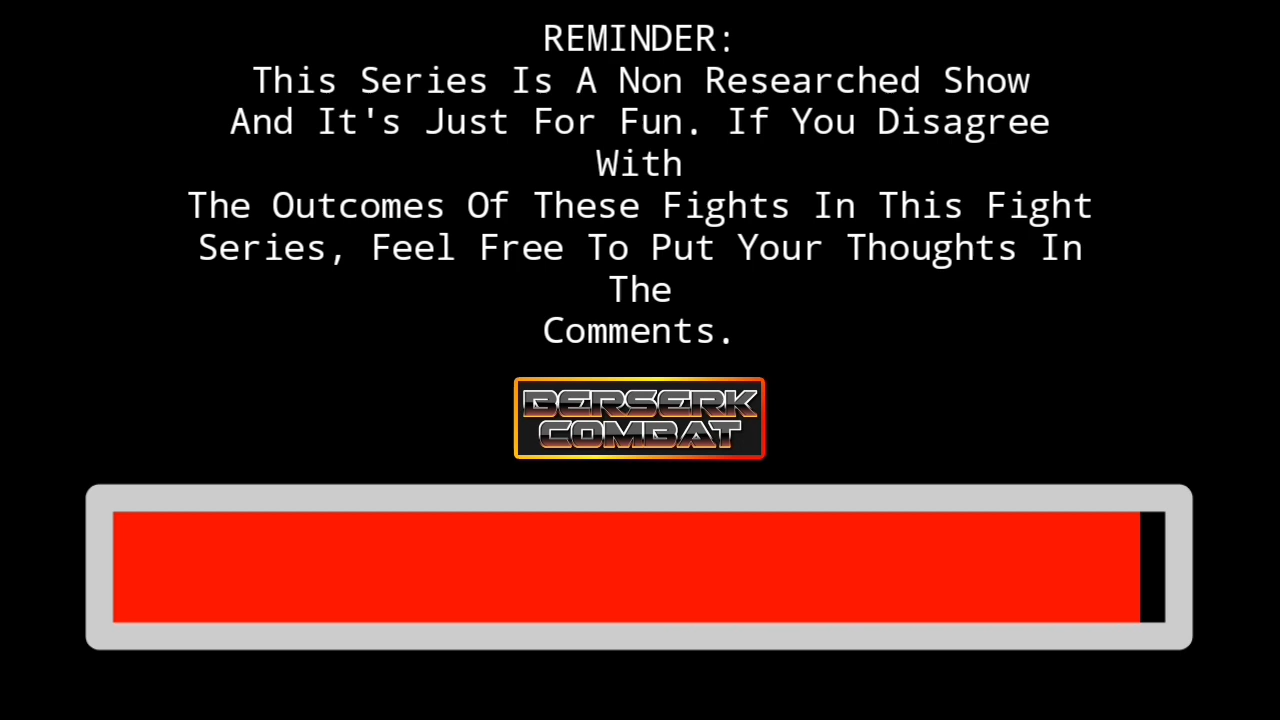 REMINDER:
This Series Is A Non Researched Show
And It's Just For Fun. If You Disagree
With
The Outcomes Of These Fights In This Fight
Series, Feel Free To Put Your Thoughts In
The
Comments.
BERSERK
COMBAT